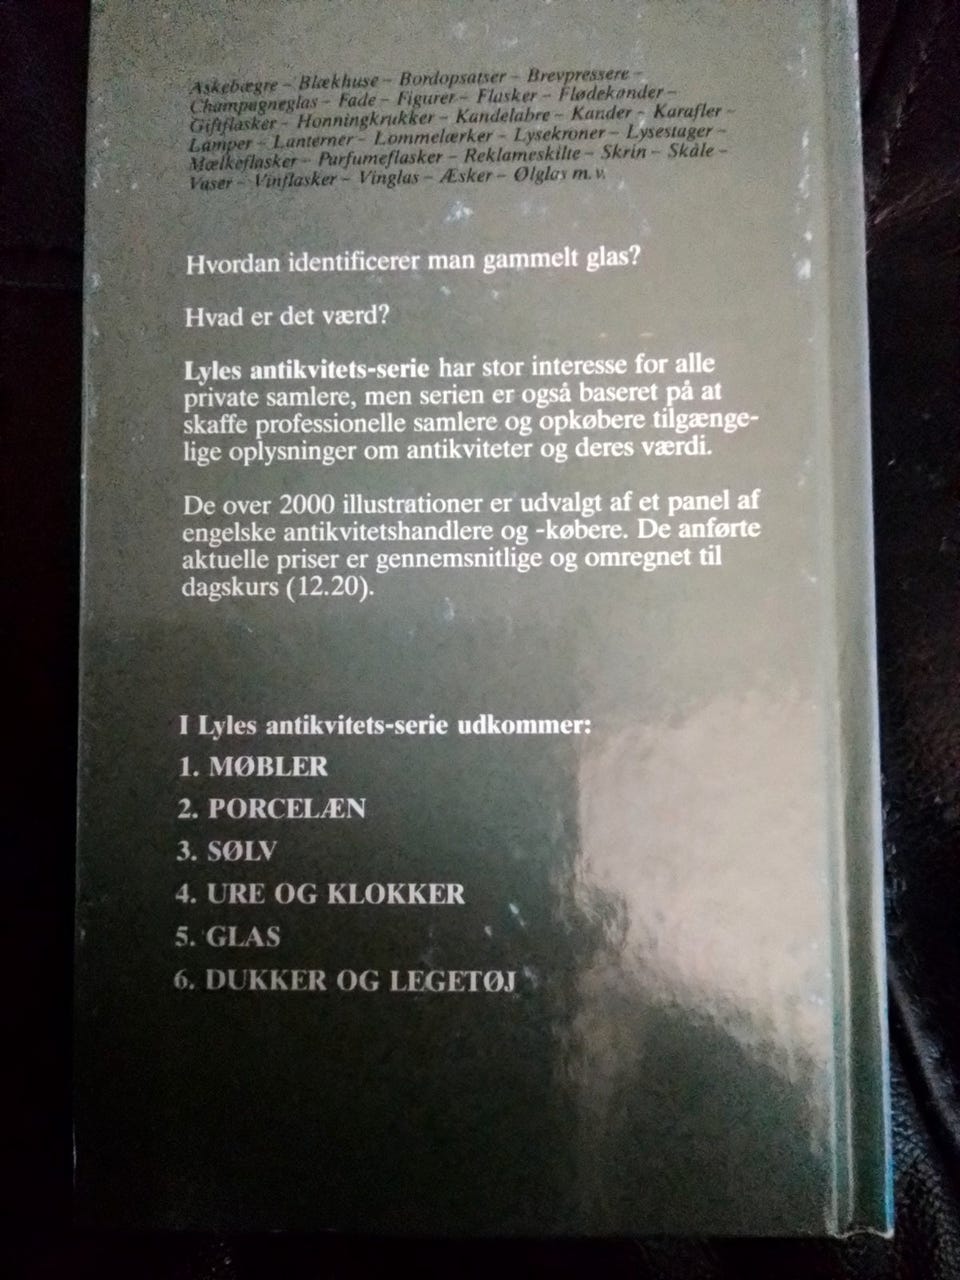 Askebægre – Blækhuse – Bordopsatser – Brevpressere –
Champagneglas – Fade – Figurer – Flasker – Flødekander –
Giftflasker – Honningkrukker – Kandelabre – Kander – Karafler –
Lamper – Lanterner – Lommelærker – Lysekroner – Lysestager –
Mælkeflasker – Parfumeflasker – Reklameskilte – Skrin – Skåle –
Vaser – Vinflasker – Vinglas – Æsker – Ølglas m.v.
Hvordan identificerer man gammelt glas?
Hvad er det værd?
Lyles antikvitets-serie har stor interesse for alle
private samlere, men serien er også baseret på at
skaffe professionelle samlere og opkøbere tilgænge-
lige oplysninger om antikviteter og deres værdi.
De over 2000 illustrationer er udvalgt af et panel af
engelske antikvitetshandlere og -købere. De anførte
aktuelle priser er gennemsnitlige og omregnet til
dagskurs (12.20).
I Lyles antikvitets-serie udkommer:
1. MØBLER
2. PORCELÆN
3. SØLV
4. URE OG KLOKKER
5. GLAS
6. DUKKER OG LEGETØJ